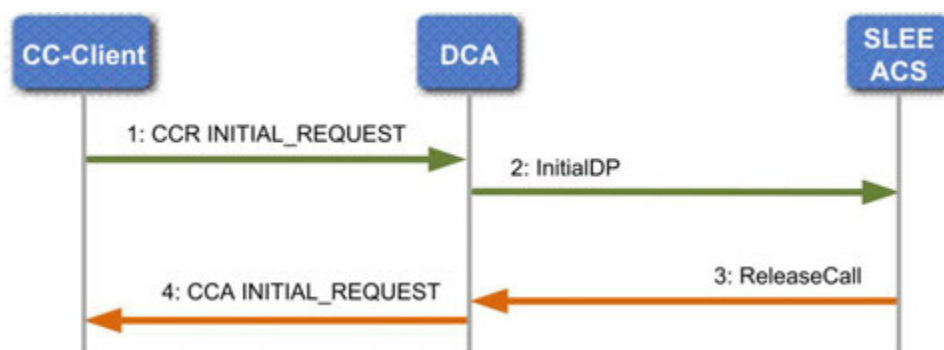 CC-Client
DCA
SLEE
ACS
1: CCR INITIAL_REQUEST
2: InitialDP
3: ReleaseCall
4: CCA INITIAL_REQUEST